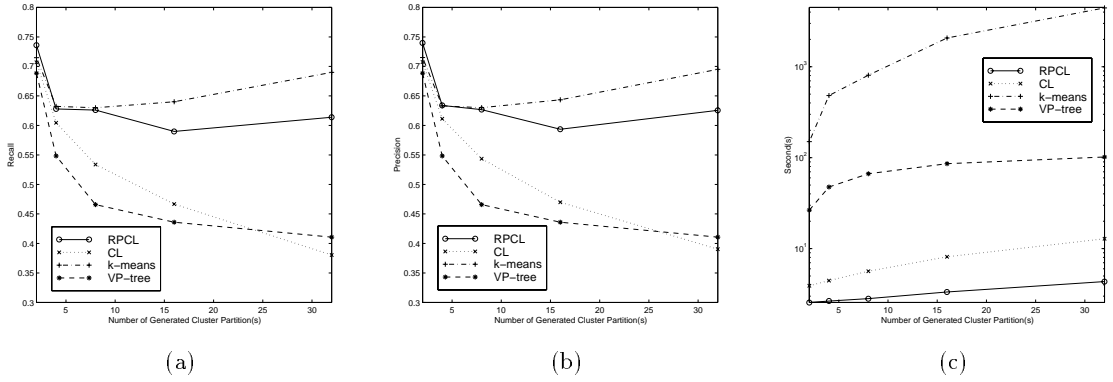 0.8
0.75
0.7
0.65
0.6
0.55
0.5
0.45
0.4
0.35
0.3
Recall
RPCL
CL
k-means
VP-tree
5 10 15 20 25 30
Number of Generated Cluster Partition(s)
(a)
0.8
0.75
0.7
0.65
0.6
0.55
0.5
0.45
0.4
0.35
0.3
Precision
RPCL
CL
k-means
VP-tree
5 10 15 20 25 30
Number of Generated Cluster Partition(s)
(b)
10³
10²
10¹
Second(s)
RPCL
CL
k-means
VP-tree
5 10 15 20 25 30
Number of Generated Cluster Partition(s)
(c)